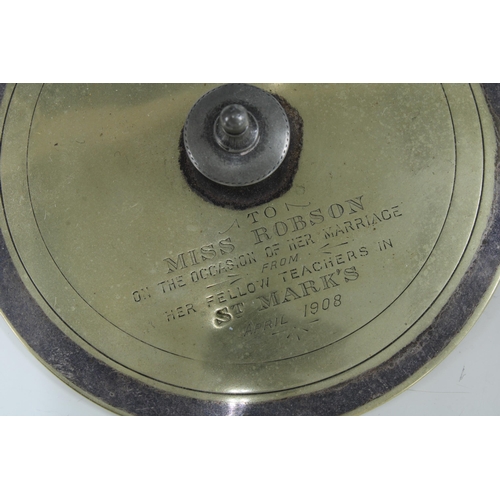 TO
MISS ROBSON
ON THE OCCASION OF HER MARRIAGE
FROM
HER FELLOW TEACHERS IN
ST MARK'S
APRIL 1908